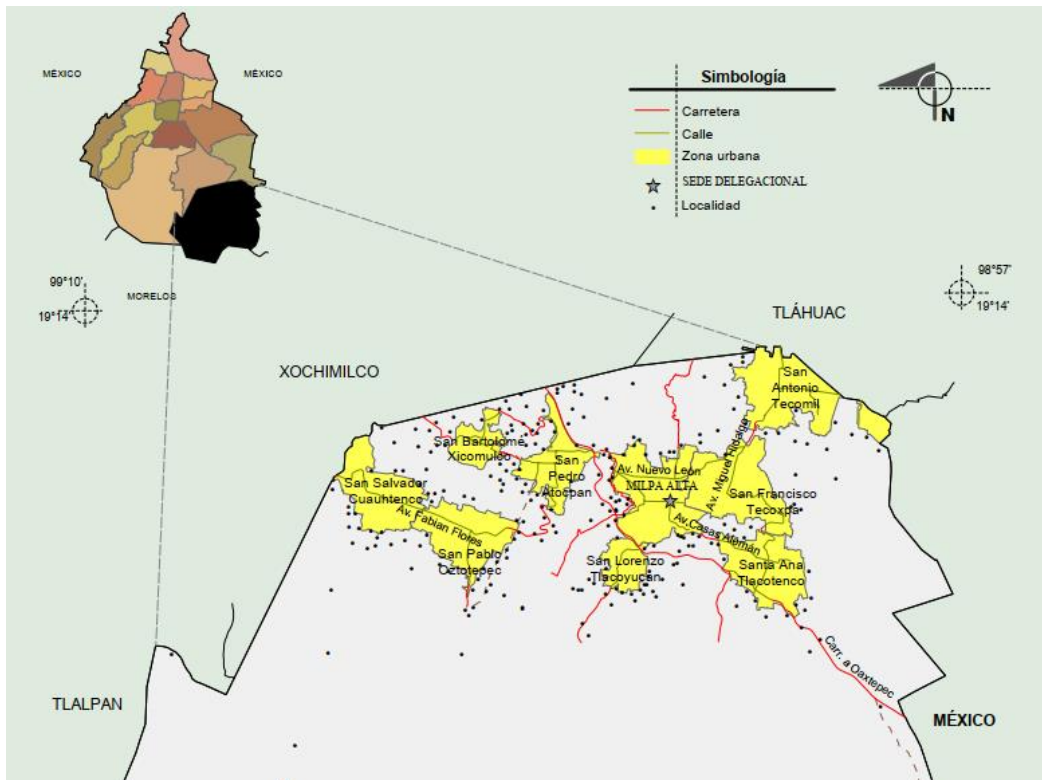 MÉXICO
MÉXICO
MORELOS
Simbología
Carretera
Calle
Zona urbana
SEDE DELEGACIONAL
Localidad
N
99°10'
19°14'
98°57'
19°14'
TLÁHUAC
XOCHIMILCO
San
Antonio
Tecomil
San Bartolome
Xicomulco
San
Pedro
Atocpan
Av. Nuevo León
MILPA ALTA
Av. Miguel Hidalgo
San Francisco
Tecoxpa
San Salvador
Cuauhtenco
Av. Fabian Flores
San Pablo
Oztotepec
Av.Casas Alemán
San Lorenzo
Tlacoyucan
Santa Ana
Tlacotenco
Carr. a Oaxtepec
TLALPAN
MÉXICO